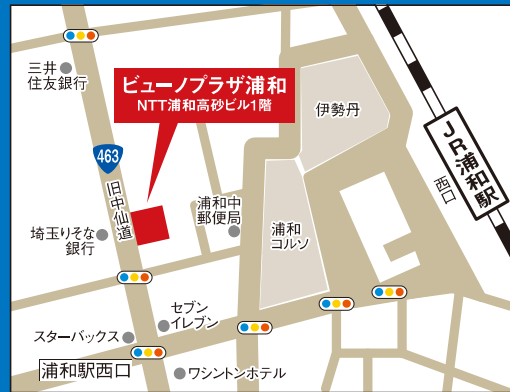 三井
住友銀行
ビューノプラザ浦和
NTT浦和高砂ビル1階
伊勢丹
JR浦和駅
西口
463
旧中仙道
浦和中
郵便局
浦和
コルソ
埼玉りそな
銀行
セブン
イレブン
スターバックス
浦和駅西口
ワシントンホテル